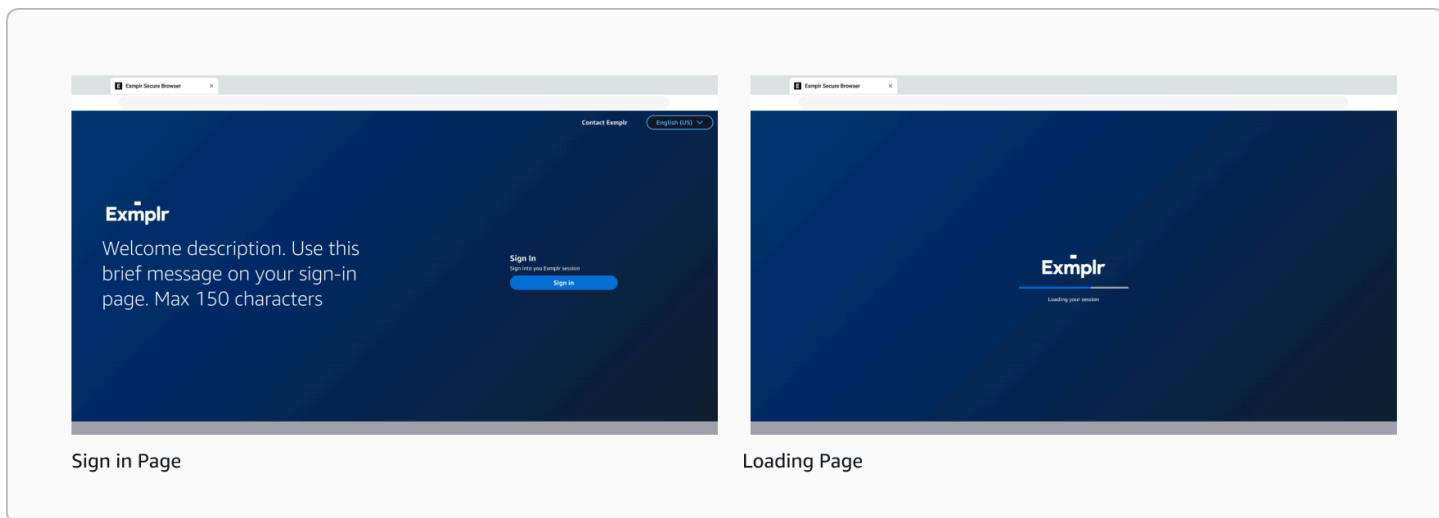 E Exmplr Secure Browser ×
Contact Exmplr
English (US)
Exmplr
Welcome description. Use this
brief message on your sign-in
page. Max 150 characters
Sign In
Sign into you Exmplr session
Sign in
Sign in Page
E Exmplr Secure Browser ×
Exmplr
Loading your session
Loading Page